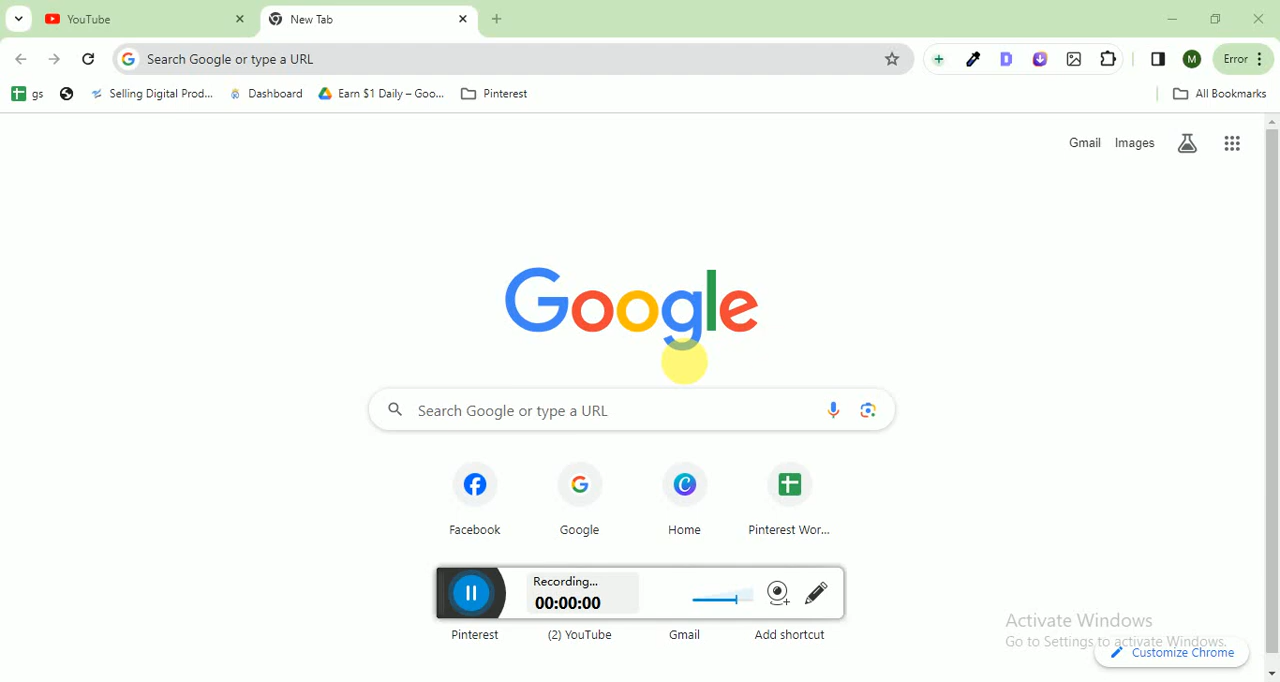 YouTube
New Tab
Search Google or type a URL
Error
gs
Selling Digital Prod...
Dashboard
Earn $1 Daily – Goo...
Pinterest
All Bookmarks
Gmail
Images
Google
Search Google or type a URL
Facebook
Google
Home
Pinterest Wor...
Recording...
00:00:00
Pinterest
(2) YouTube
Gmail
Add shortcut
Activate Windows
Go to Settings to activate Windows.
Customize Chrome
M
D